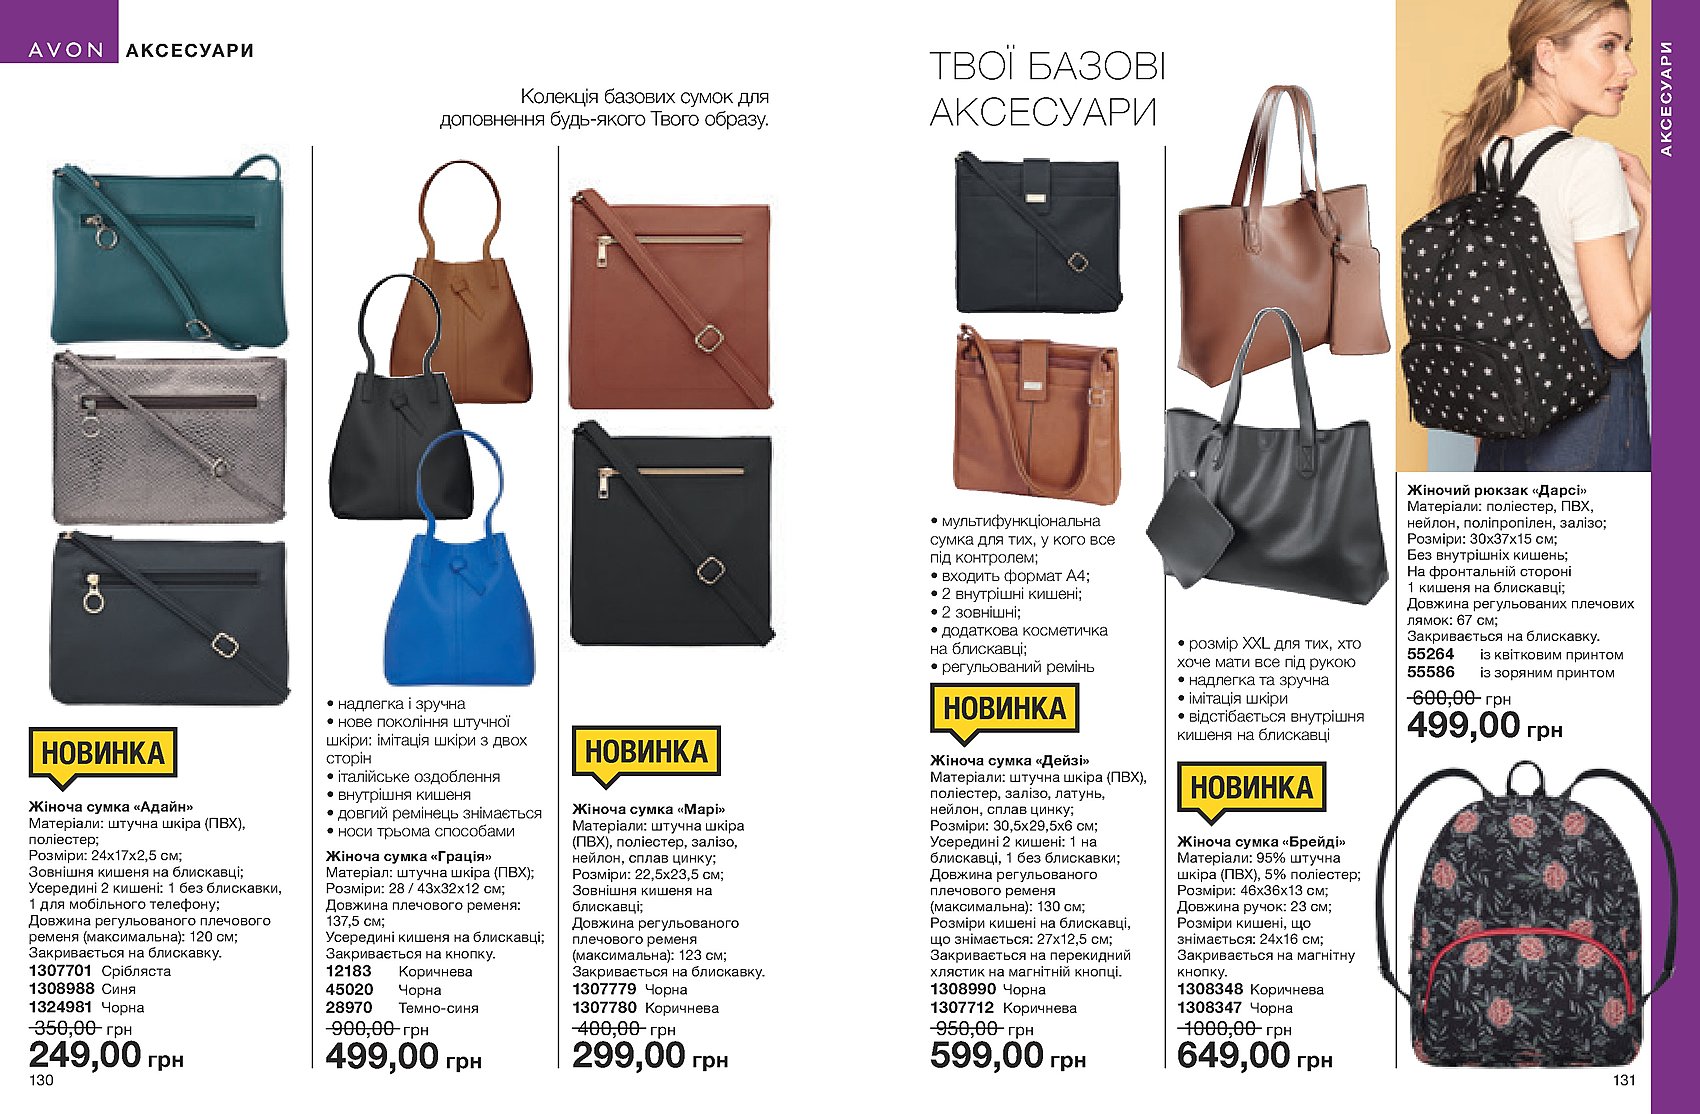 AVON АКСЕСУАРИ
Колекція базових сумок для
доповнення будь-якого Твого образу.
НОВИНКА
Жіноча сумка «Адайн»
Матеріали: штучна шкіра (ПВХ),
поліестер;
Розміри: 24х17х2,5 см;
Зовнішня кишеня на блискавці;
Усередині 2 кишені: 1 без блискавки,
1 для мобільного телефону;
Довжина регульованого плечового
ременя (максимальна): 120 см;
Закривається на блискавку.
1307701 Срібляста
1308988 Синя
1324981 Чорна
350,00 грн
249,00 грн
130
• надлегка і зручна
• нове покоління штучної
шкіри: імітація шкіри з двох
сторін
• італійське оздоблення
• внутрішня кишеня
• довгий ремінець знімається
• носи трьома способами
Жіноча сумка «Грація»
Матеріал: штучна шкіра (ПВХ);
Розміри: 28 / 43х32х12 см;
Довжина плечового ременя:
137,5 см;
Усередині кишеня на блискавці;
Закривається на кнопку.
12183 Коричнева
45020 Чорна
28970 Темно-синя
900,00 грн
499,00 грн
НОВИНКА
Жіноча сумка «Марі»
Матеріали: штучна шкіра
(ПВХ), поліестер, залізо,
нейлон, сплав цинку;
Розміри: 22,5х23,5 см;
Зовнішня кишеня на
блискавці;
Довжина регульованого
плечового ременя
(максимальна): 123 см;
Закривається на блискавку.
1307779 Чорна
1307780 Коричнева
400,00 грн
299,00 грн
ТВОЇ БАЗОВІ
АКСЕСУАРИ
• мультифункціональна
сумка для тих, у кого все
під контролем;
• входить формат А4;
• 2 внутрішні кишені;
• 2 зовнішні;
• додаткова косметичка
на блискавці;
• регульований ремінь
НОВИНКА
Жіноча сумка «Дейзі»
Матеріали: штучна шкіра (ПВХ),
поліестер, залізо, латунь,
нейлон, сплав цинку;
Розміри: 30,5х29,5х6 см;
Усередині 2 кишені: 1 на
блискавці, 1 без блискавки;
Довжина регульованого
плечового ременя
(максимальна): 130 см;
Розміри кишені на блискавці,
що знімається: 27х12,5 см;
Закривається на перекидний
хлястик на магнітній кнопці.
1308990 Чорна
1307712 Коричнева
950,00 грн
599,00 грн
• розмір XXL для тих, хто
хоче мати все під рукою
• надлегка та зручна
• імітація шкіри
• відстібається внутрішня
кишеня на блискавці
НОВИНКА
Жіноча сумка «Брейді»
Матеріали: 95% штучна
шкіра (ПВХ), 5% поліестер;
Розміри: 46х36х13 см;
Довжина ручок: 23 см;
Розміри кишені, що
знімається: 24х16 см;
Закривається на магнітну
кнопку.
1308348 Коричнева
1308347 Чорна
1000,00 грн
649,00 грн
АКСЕСУАРИ
Жіночий рюкзак «Дарсі»
Матеріали: поліестер, ПВХ,
нейлон, поліпропілен, залізо;
Розміри: 30х37х15 см;
Без внутрішніх кишень;
На фронтальній стороні
1 кишеня на блискавці;
Довжина регульованих плечових
лямок: 67 см;
Закривається на блискавку.
55264 із квітковим принтом
55586 із зоряним принтом
600,00 грн
499,00 грн
131